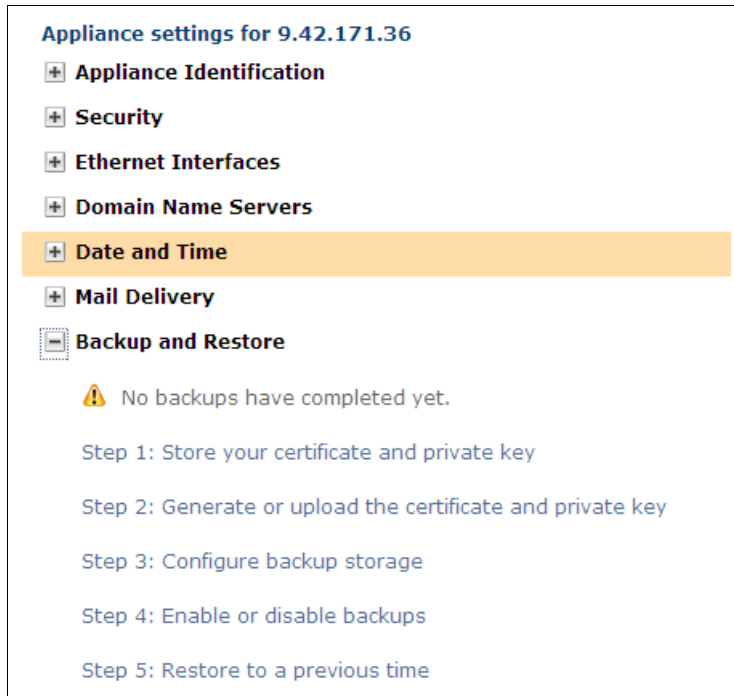 Appliance settings for 9.42.171.36
Appliance Identification
Security
Ethernet Interfaces
Domain Name Servers
Date and Time
Mail Delivery
Backup and Restore
No backups have completed yet.
Step 1: Store your certificate and private key
Step 2: Generate or upload the certificate and private key
Step 3: Configure backup storage
Step 4: Enable or disable backups
Step 5: Restore to a previous time